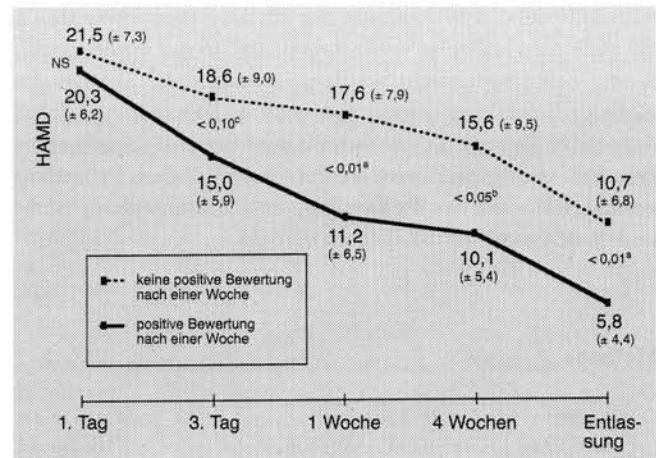 21,5 (± 7,3)
NS
20,3
(± 6,2)
18,6 (± 9,0)
< 0,10c
15,0
(± 5,9)
17,6 (± 7,9)
< 0,01a
11,2
(± 6,5)
15,6 (± 9,5)
< 0,05b
10,1
(± 5,4)
10,7
(± 6,8)
< 0,01a
5,8
(± 4,4)
HAMD
keine positive Bewertung
nach einer Woche
positive Bewertung
nach einer Woche
1. Tag
3. Tag
1 Woche
4 Wochen
Entlas-
sung